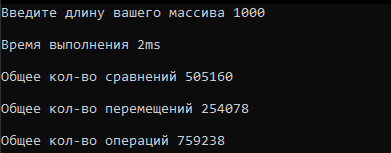 Введите длину вашего массива 1000
Время выполнения 2ms
Общее кол-во сравнений 505160
Общее кол-во перемещений 254078
Общее кол-во операций 759238